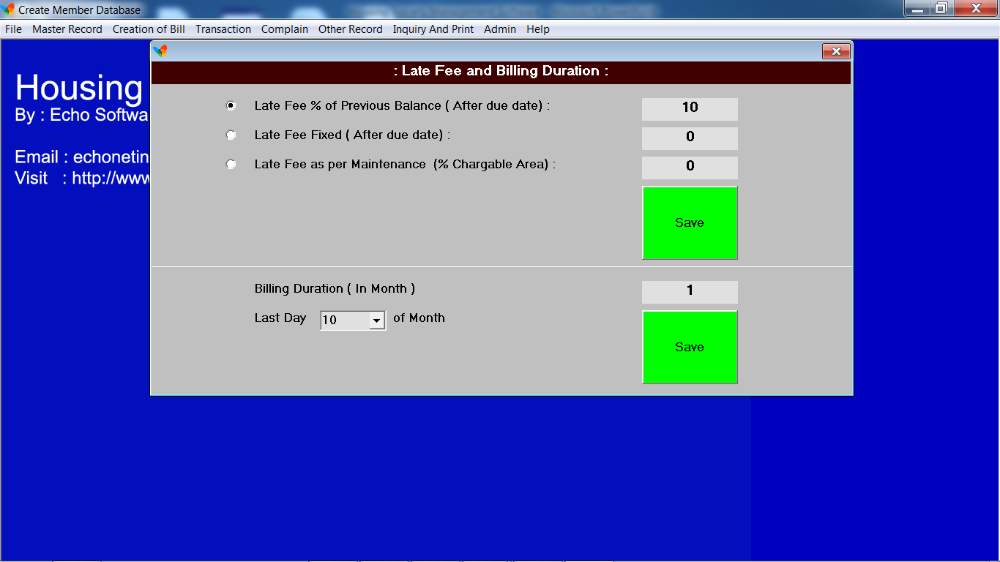 Create Member Database
File Master Record Creation of Bill Transaction Complain Other Record Inquiry And Print Admin Help
Housing
By : Echo Softwa
Email : echonetin
Visit : http://www
: Late Fee and Billing Duration :
Late Fee % of Previous Balance ( After due date) : 10
Late Fee Fixed ( After due date) : 0
Late Fee as per Maintenance (% Chargable Area) : 0
Save
Billing Duration ( In Month ) 1
Last Day 10 of Month
Save